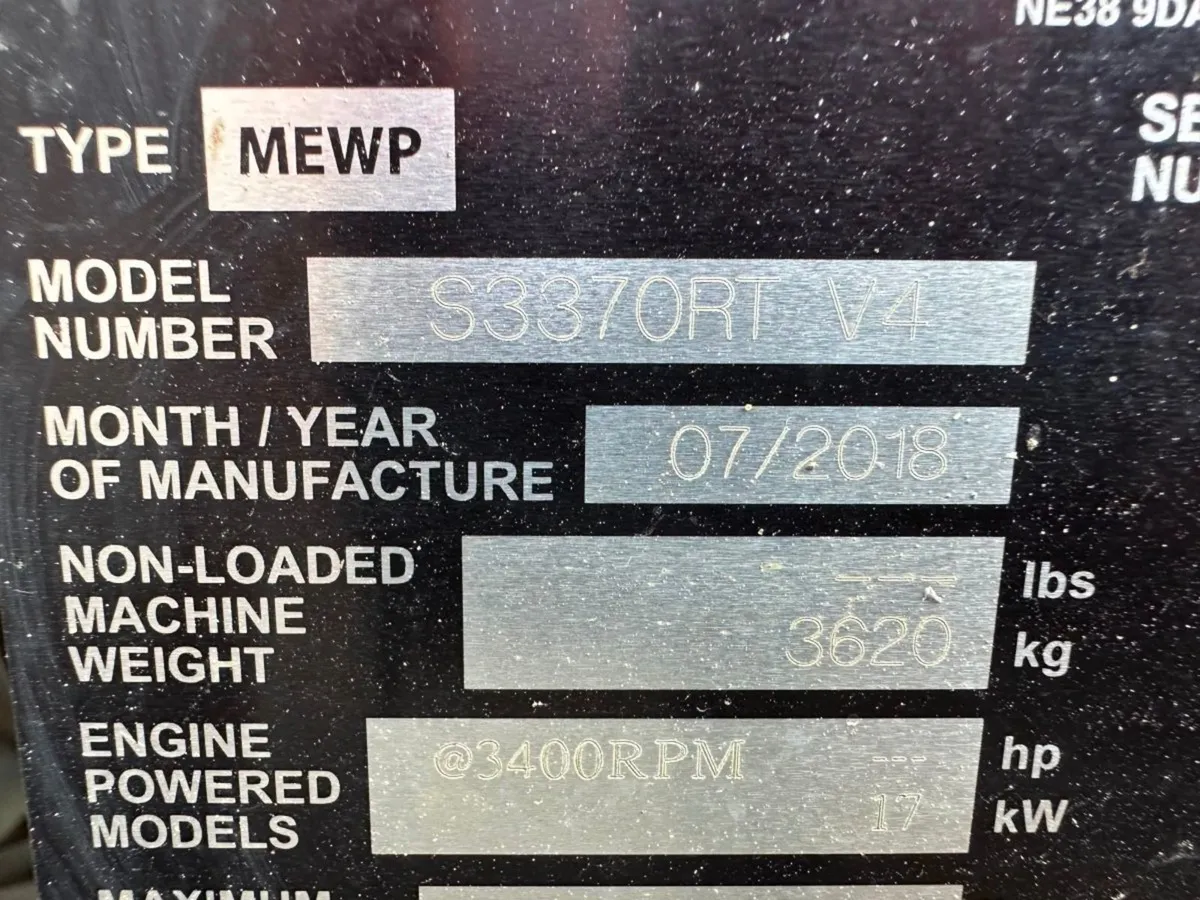 NE38 9DA
TYPE MEWP
SE
NU
MODEL
NUMBER
S3370RT V4
MONTH / YEAR
OF MANUFACTURE
07/2018
NON-LOADED
MACHINE
WEIGHT
--- lbs
3620 kg
ENGINE
POWERED
MODELS
@3400RPM --- hp
17 kW
MAXIMUM